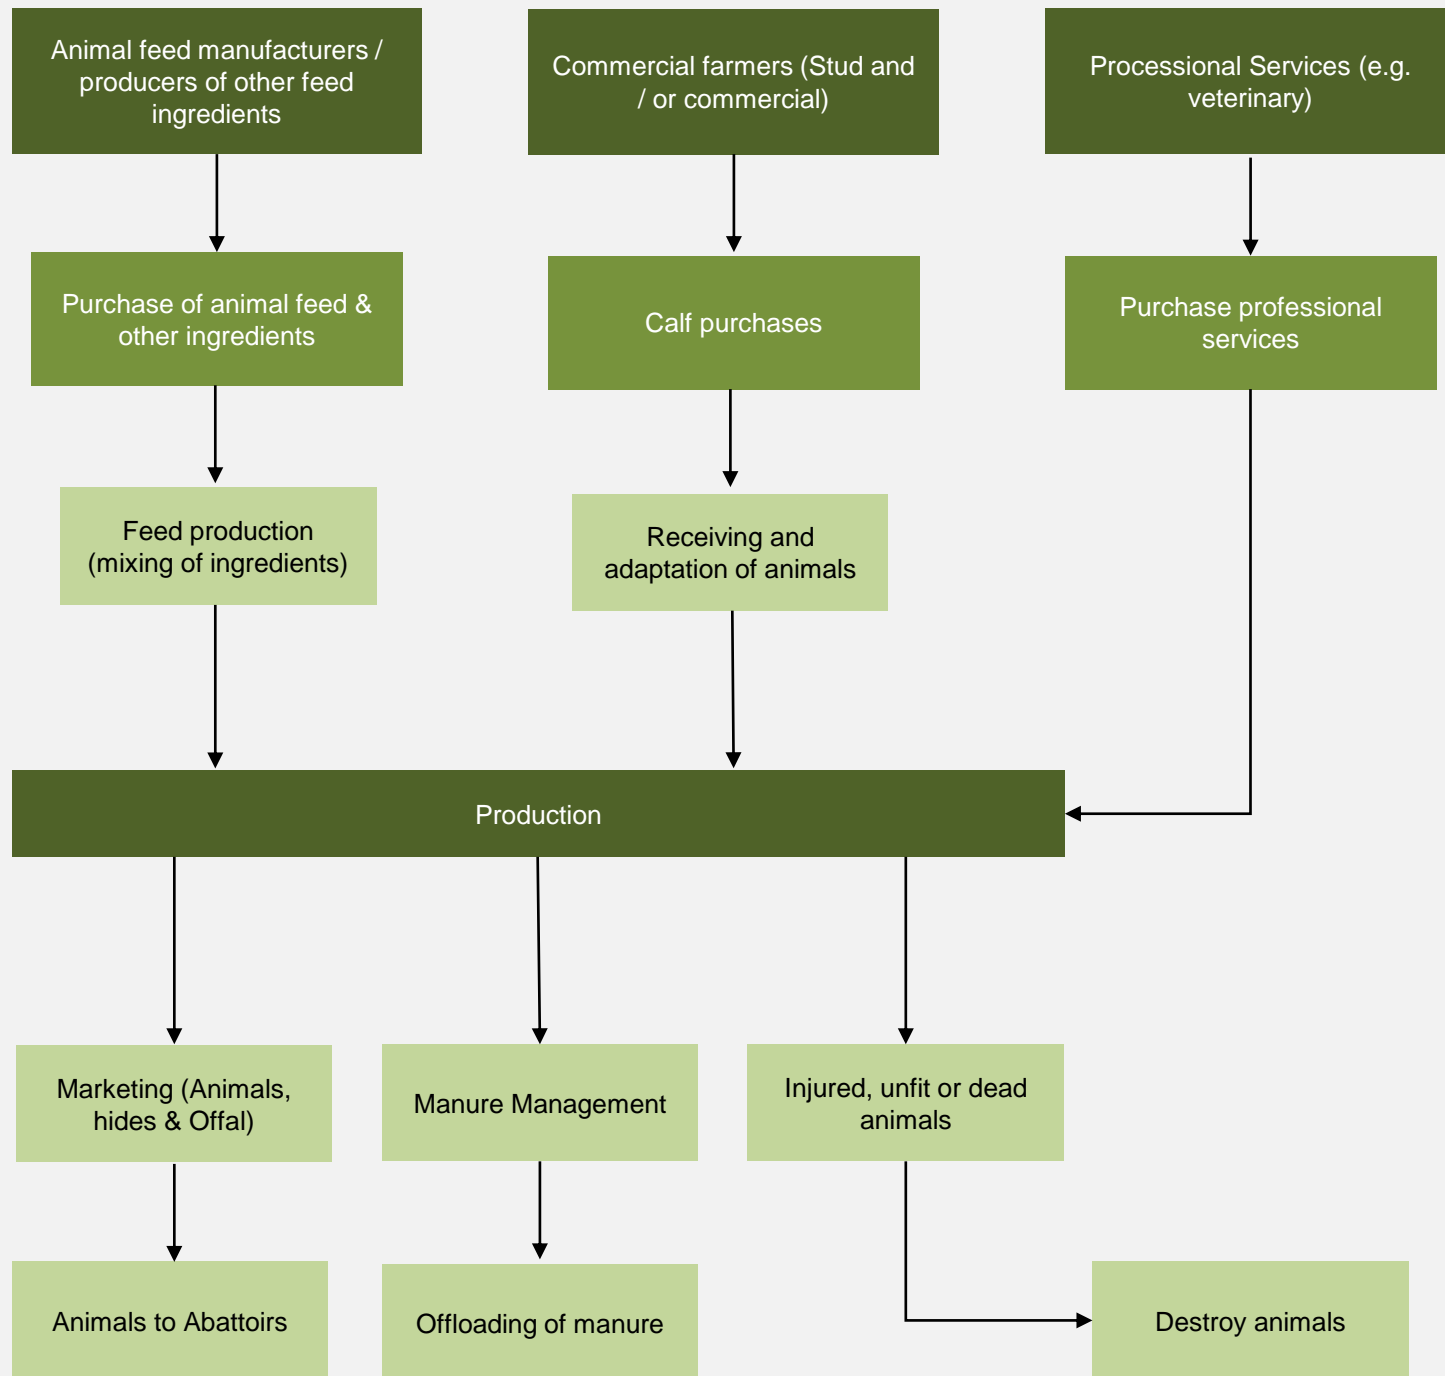 Animal feed manufacturers /
producers of other feed
ingredients
Commercial farmers (Stud and
/ or commercial)
Processional Services (e.g.
veterinary)
Purchase of animal feed &
other ingredients
Calf purchases
Purchase professional
services
Feed production
(mixing of ingredients)
Receiving and
adaptation of animals
Production
Marketing (Animals,
hides & Offal)
Manure Management
Injured, unfit or dead
animals
Animals to Abattoirs
Offloading of manure
Destroy animals